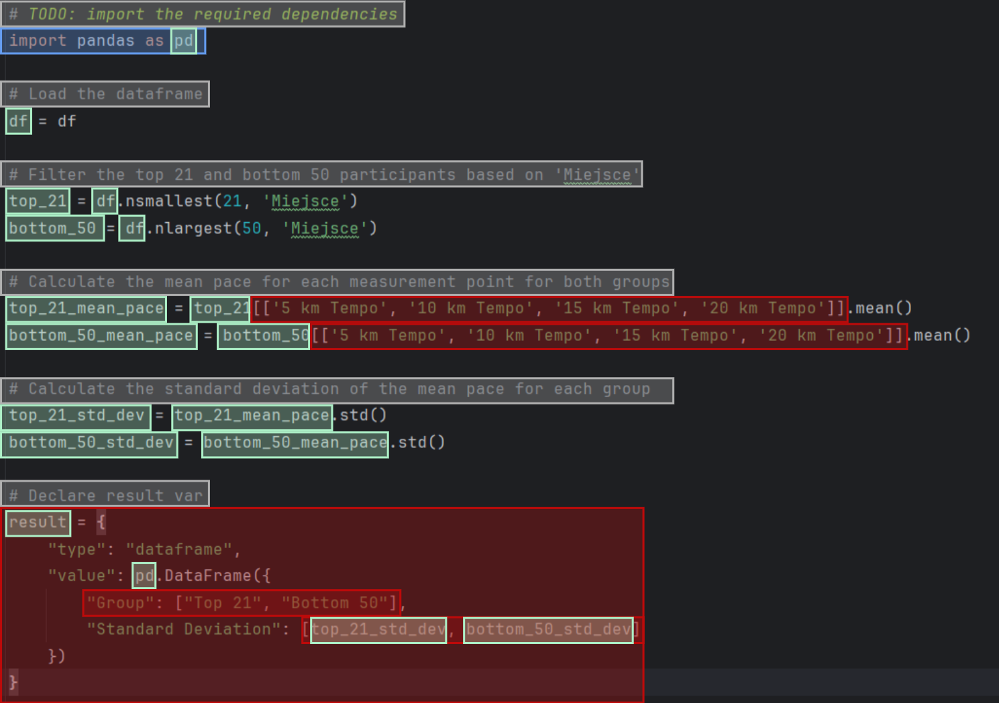 # TODO: import the required dependencies
import pandas as pd
# Load the dataframe
df = df
# Filter the top 21 and bottom 50 participants based on 'Miejsce'
top_21 = df.nsmallest(21, 'Miejsce')
bottom_50 = df.nlargest(50, 'Miejsce')
# Calculate the mean pace for each measurement point for both groups
top_21_mean_pace = top_21[['5 km Tempo', '10 km Tempo', '15 km Tempo', '20 km Tempo']].mean()
bottom_50_mean_pace = bottom_50[['5 km Tempo', '10 km Tempo', '15 km Tempo', '20 km Tempo']].mean()
# Calculate the standard deviation of the mean pace for each group
top_21_std_dev = top_21_mean_pace.std()
bottom_50_std_dev = bottom_50_mean_pace.std()
# Declare result var
result = {
    "type": "dataframe",
    "value": pd.DataFrame({
        "Group": ["Top 21", "Bottom 50"],
        "Standard Deviation": [top_21_std_dev, bottom_50_std_dev]
    })
}